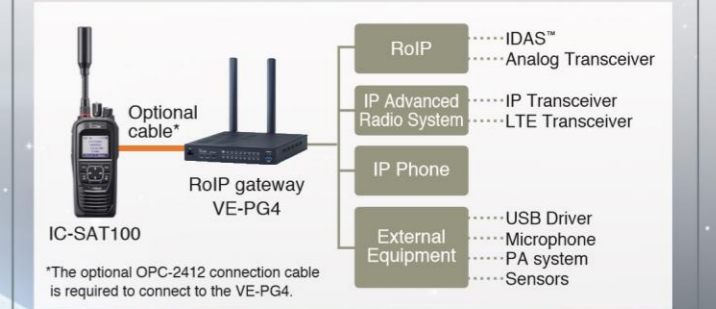 RoIP
IDAS™
Analog Transceiver
Optional
cable*
IP Advanced
Radio System
IP Transceiver
LTE Transceiver
RoIP gateway
VE-PG4
IP Phone
IC-SAT100
External
Equipment
USB Driver
Microphone
PA system
Sensors
*The optional OPC-2412 connection cable
is required to connect to the VE-PG4.